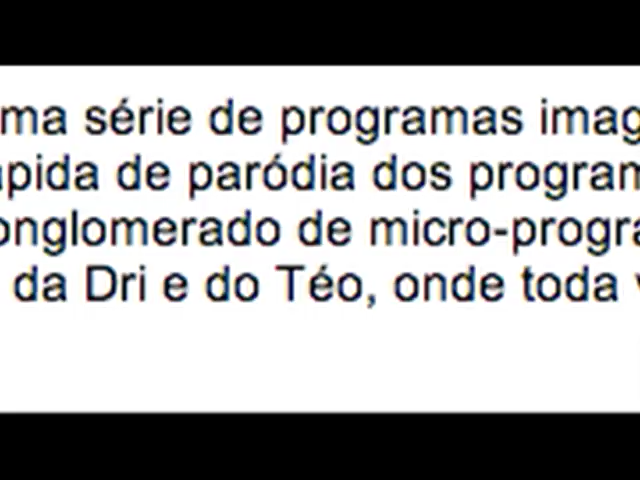 ma série de programas imag
pida de paródia dos program
onglomerado de micro-progra
da Dri e do Téo, onde toda